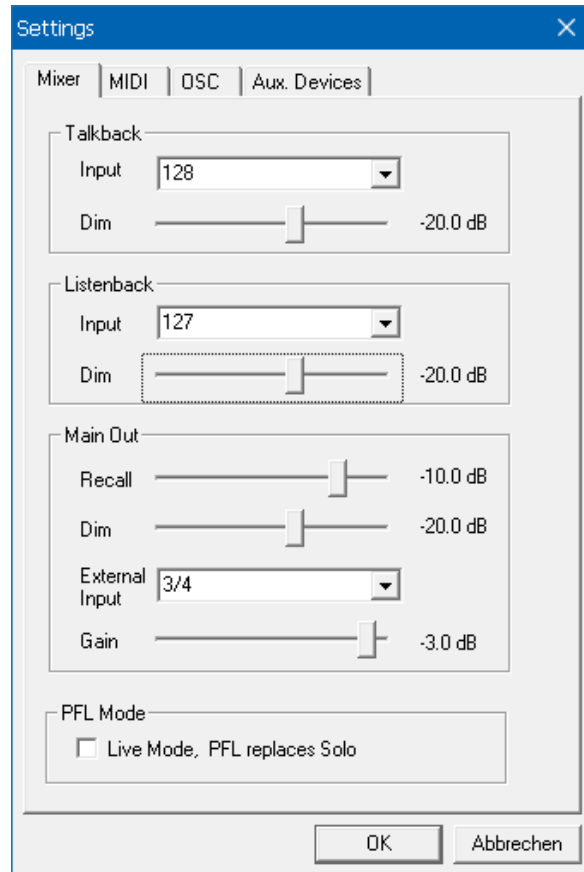 Settings
Mixer MIDI OSC Aux. Devices
Talkback
Input 128
Dim -20.0 dB
Listenback
Input 127
Dim -20.0 dB
Main Out
Recall -10.0 dB
Dim -20.0 dB
External
Input 3/4
Gain -3.0 dB
PFL Mode
Live Mode, PFL replaces Solo
OK Abbrechen